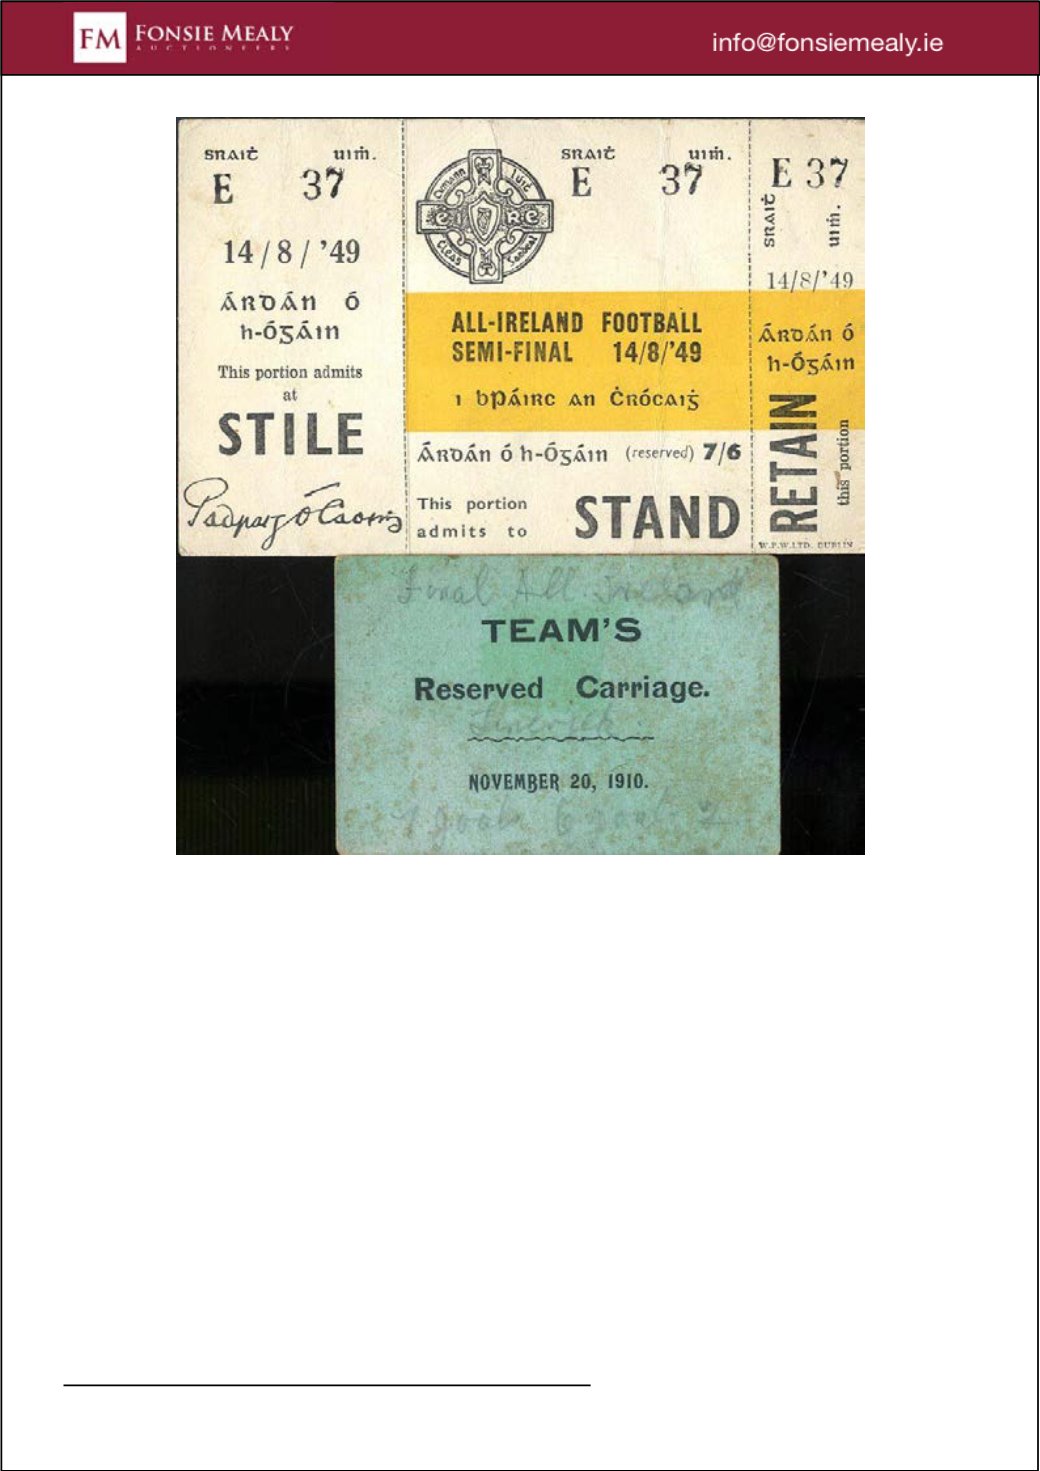 FM FONSIE MEALY
AUCTIONEERS
info@fonsiemealy.ie
sraiṫ uiṁ.
E 37
14/8/'49
árdán ó
h-ógáin
This portion admits
at
STILE
sraiṫ uiṁ.
E 37
éire
ALL-IRELAND FOOTBALL
SEMI-FINAL 14/8/'49
i bpáirc an Ċrócaiġ
Árdán ó h-Ógáin (reserved) 7/6
This portion
admits to
STAND
E 37
sraiṫ uiṁ.
14/8/'49
Árdán ó
h-Ógáin
RETAIN
this portion
W.P.W. LTD. DUBLIN
Final All Ireland
TEAM'S
Reserved Carriage.
Limerick
NOVEMBER 20, 1910.